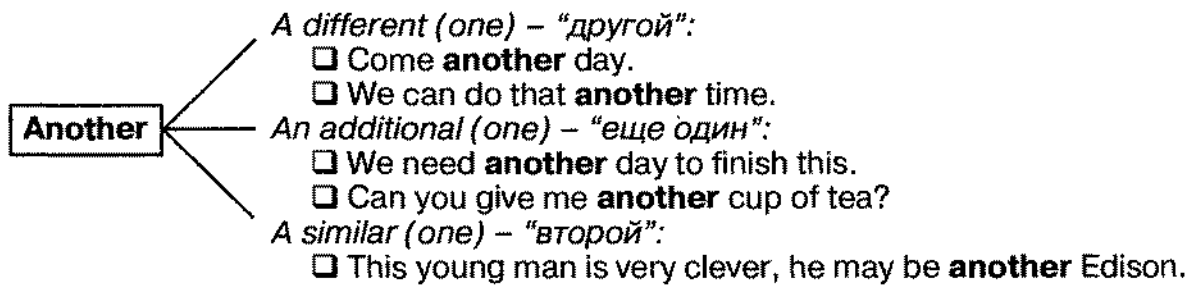 A different (one) – “другой”:
❑ Come another day.
❑ We can do that another time.
Another
An additional (one) – “еще один”:
❑ We need another day to finish this.
❑ Can you give me another cup of tea?
A similar (one) – “второй”:
❑ This young man is very clever, he may be another Edison.